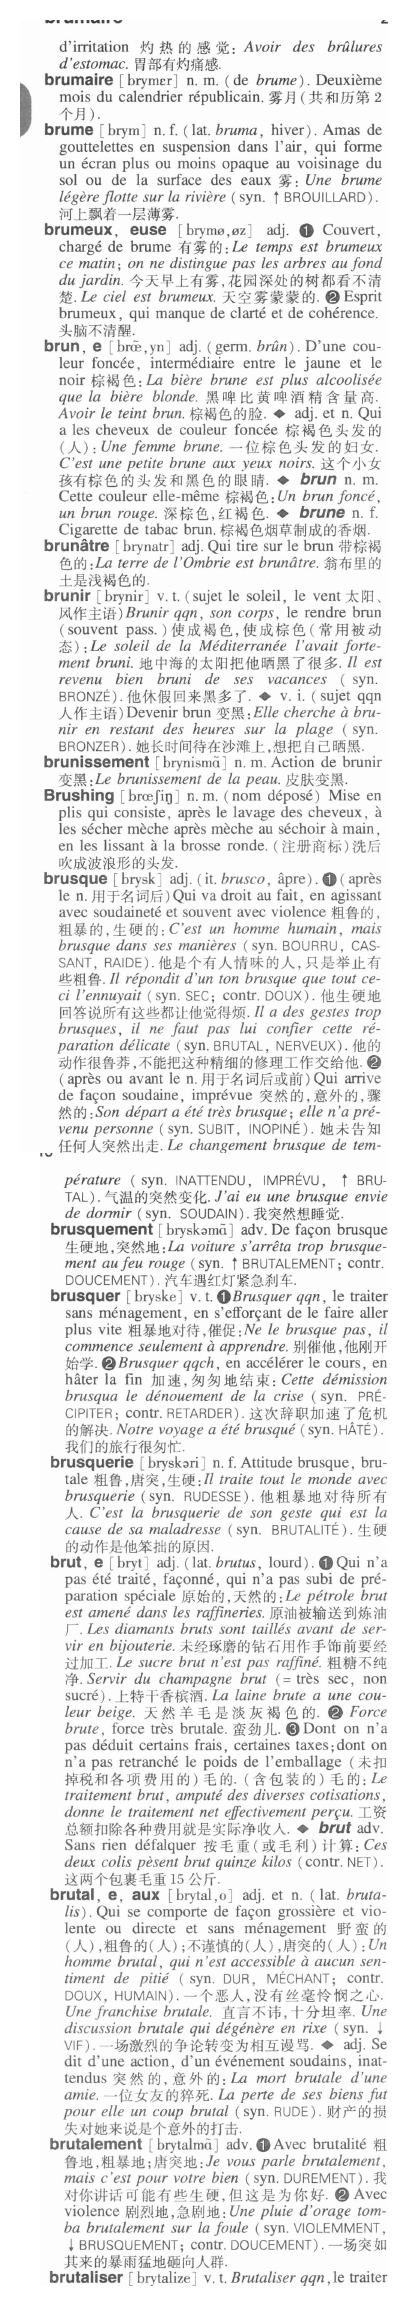 d'irritation 灼热的感觉: Avoir des brûlures
d'estomac. 胃部有灼痛感.
brumaire [brymɛr] n. m. (de brume). Deuxième
mois du calendrier républicain. 雾月(共和历第 2
个月).
brume [brym] n. f. (lat. bruma, hiver). Amas de
gouttelettes en suspension dans l'air, qui forme
un écran plus ou moins opaque au voisinage du
sol ou de la surface des eaux 雾: Une brume
légère flotte sur la rivière (syn. ↑ BROUILLARD).
河上飘着一层薄雾.
brumeux, euse [brymø,øz] adj. ❶ Couvert,
chargé de brume 有雾的: Le temps est brumeux
ce matin; on ne distingue pas les arbres au fond
du jardin. 今天早上有雾,花园深处的树都看不清
楚. Le ciel est brumeux. 天空雾蒙蒙的. ❷ Esprit
brumeux, qui manque de clarté et de cohérence.
头脑不清醒.
brun, e [brœ̃,yn] adj. (germ. brûn). D'une cou-
leur foncée, intermédiaire entre le jaune et le
noir 棕褐色: La bière brune est plus alcoolisée
que la bière blonde. 黑啤比黄啤酒精含量高.
Avoir le teint brun. 棕褐色的脸. ◆ adj. et n. Qui
a les cheveux de couleur foncée 棕褐色头发的
(人): Une femme brune. 一位棕色头发的妇女.
C'est une petite brune aux yeux noirs. 这个小女
孩有棕色的头发和黑色的眼睛. ◆ brun n. m.
Cette couleur elle-même 棕褐色: Un brun foncé,
un brun rouge. 深棕色,红褐色. ◆ brune n. f.
Cigarette de tabac brun. 棕褐色烟草制成的香烟.
brunâtre [brynatr] adj. Qui tire sur le brun 带棕褐
色的: La terre de l'Ombrie est brunâtre. 翁布里的
土是浅褐色的.
brunir [brynir] v. t. (sujet le soleil, le vent 太阳、
风作主语) Brunir qqn, son corps, le rendre brun
(souvent pass.) 使成褐色,使成棕色(常用被动
态): Le soleil de la Méditerranée l'avait forte-
ment bruni. 地中海的太阳把他晒黑了很多. Il est
revenu bien bruni de ses vacances (syn.
BRONZÉ). 他休假回来黑多了. ◆ v. i. (sujet qqn
人作主语) Devenir brun 变黑: Elle cherche à bru-
nir en restant des heures sur la plage (syn.
BRONZER). 她长时间待在沙滩上,想把自己晒黑.
brunissement [brynismɑ̃] n. m. Action de brunir
变黑: Le brunissement de la peau. 皮肤变黑.
Brushing [brœʃiŋ] n. m. (nom déposé) Mise en
plis qui consiste, après le lavage des cheveux, à
les sécher mèche après mèche au séchoir à main,
en les lissant à la brosse ronde. (注册商标)洗后
吹成波浪形的头发.
brusque [brysk] adj. (it. brusco, âpre). ❶ (après
le n. 用于名词后) Qui va droit au fait, en agissant
avec soudaineté et souvent avec violence 粗鲁的,
粗暴的,生硬的: C'est un homme humain, mais
brusque dans ses manières (syn. BOURRU, CAS-
SANT, RAIDE). 他是个有人情味的人,只是举止有
些粗鲁. Il répondit d'un ton brusque que tout ce-
ci l'ennuyait (syn. SEC; contr. DOUX). 他生硬地
回答说所有这些都让他觉得烦. Il a des gestes trop
brusques, il ne faut pas lui confier cette ré-
paration délicate (syn. BRUTAL, NERVEUX). 他的
动作很鲁莽,不能把这种精细的修理工作交给他. ❷
(après ou avant le n. 用于名词后或前) Qui arrive
de façon soudaine, imprévue 突然的,意外的,骤
然的: Son départ a été très brusque; elle n'a pré-
venu personne (syn. SUBIT, INOPINÉ). 她未告知
任何人突然出走. Le changement brusque de tem-
pérature (syn. INATTENDU, IMPRÉVU, ↑ BRU-
TAL). 气温的突然变化. J'ai eu une brusque envie
de dormir (syn. SOUDAIN). 我突然想睡觉.
brusquement [bryskəmɑ̃] adv. De façon brusque
生硬地,突然地: La voiture s'arrêta trop brusque-
ment au feu rouge (syn. ↑ BRUTALEMENT; contr.
DOUCEMENT). 汽车遇红灯紧急刹车.
brusquer [bryske] v. t. ❶ Brusquer qqn, le traiter
sans ménagement, en s'efforçant de le faire aller
plus vite 粗暴地对待,催促: Ne le brusque pas, il
commence seulement à apprendre. 别催他,他刚开
始学. ❷ Brusquer qqch, en accélérer le cours, en
hâter la fin 加速,匆匆地结束: Cette démission
brusqua le dénouement de la crise (syn. PRÉ-
CIPITER; contr. RETARDER). 这次辞职加速了危机
的解决. Notre voyage a été brusqué (syn. HÂTÉ).
我们的旅行很匆忙.
brusquerie [bryskəri] n. f. Attitude brusque, bru-
tale 粗鲁,唐突,生硬: Il traite tout le monde avec
brusquerie (syn. RUDESSE). 他粗暴地对待所有
人. C'est la brusquerie de son geste qui est la
cause de sa maladresse (syn. BRUTALITÉ). 生硬
的动作是他笨拙的原因.
brut, e [bryt] adj. (lat. brutus, lourd). ❶ Qui n'a
pas été traité, façonné, qui n'a pas subi de pré-
paration spéciale 原始的,天然的: Le pétrole brut
est amené dans les raffineries. 原油被输送到炼油
厂. Les diamants bruts sont taillés avant de ser-
vir en bijouterie. 未经琢磨的钻石用作手饰前要经
过加工. Le sucre brut n'est pas raffiné. 粗糖不纯
净. Servir du champagne brut (= très sec, non
sucré). 上特干香槟酒. La laine brute a une cou-
leur beige. 天然羊毛是淡灰褐色的. ❷ Force
brute, force très brutale. 蛮劲儿. ❸ Dont on n'a
pas déduit certains frais, certaines taxes; dont on
n'a pas retranché le poids de l'emballage (未扣
掉税和各项费用的)毛的. (含包装的)毛的: Le
traitement brut, amputé des diverses cotisations,
donne le traitement net effectivement perçu. 工资
总额扣除各种费用就是实际净收入. ◆ brut adv.
Sans rien défalquer 按毛重(或毛利)计算: Ces
deux colis pèsent brut quinze kilos (contr. NET).
这两个包裹毛重 15 公斤.
brutal, e, aux [brytal,o] adj. et n. (lat. bruta-
lis). Qui se comporte de façon grossière et vio-
lente ou directe et sans ménagement 野蛮的
(人),粗鲁的(人);不谨慎的(人),唐突的(人): Un
homme brutal, qui n'est accessible à aucun sen-
timent de pitié (syn. DUR, MÉCHANT; contr.
DOUX, HUMAIN). 一个恶人,没有丝毫怜悯之心.
Une franchise brutale. 直言不讳,十分坦率. Une
discussion brutale qui dégénère en rixe (syn. ↓
VIF). 一场激烈的争论转变为相互谩骂. ◆ adj. Se
dit d'une action, d'un événement soudains, inat-
tendus 突然的,意外的: La mort brutale d'une
amie. 一位女友的猝死. La perte de ses biens fut
pour elle un coup brutal (syn. RUDE). 财产的损
失对她来说是个意外的打击.
brutalement [brytalmɑ̃] adv. ❶ Avec brutalité 粗
鲁地,粗暴地;唐突地: Je vous parle brutalement,
mais c'est pour votre bien (syn. DUREMENT). 我
对你讲话可能有些生硬,但这是为你好. ❷ Avec
violence 剧烈地,急剧地: Une pluie d'orage tom-
ba brutalement sur la foule (syn. VIOLEMMENT,
↓ BRUSQUEMENT; contr. DOUCEMENT). 一场突如
其来的暴雨猛地砸向人群.
brutaliser [brytalize] v. t. Brutaliser qqn, le traiter